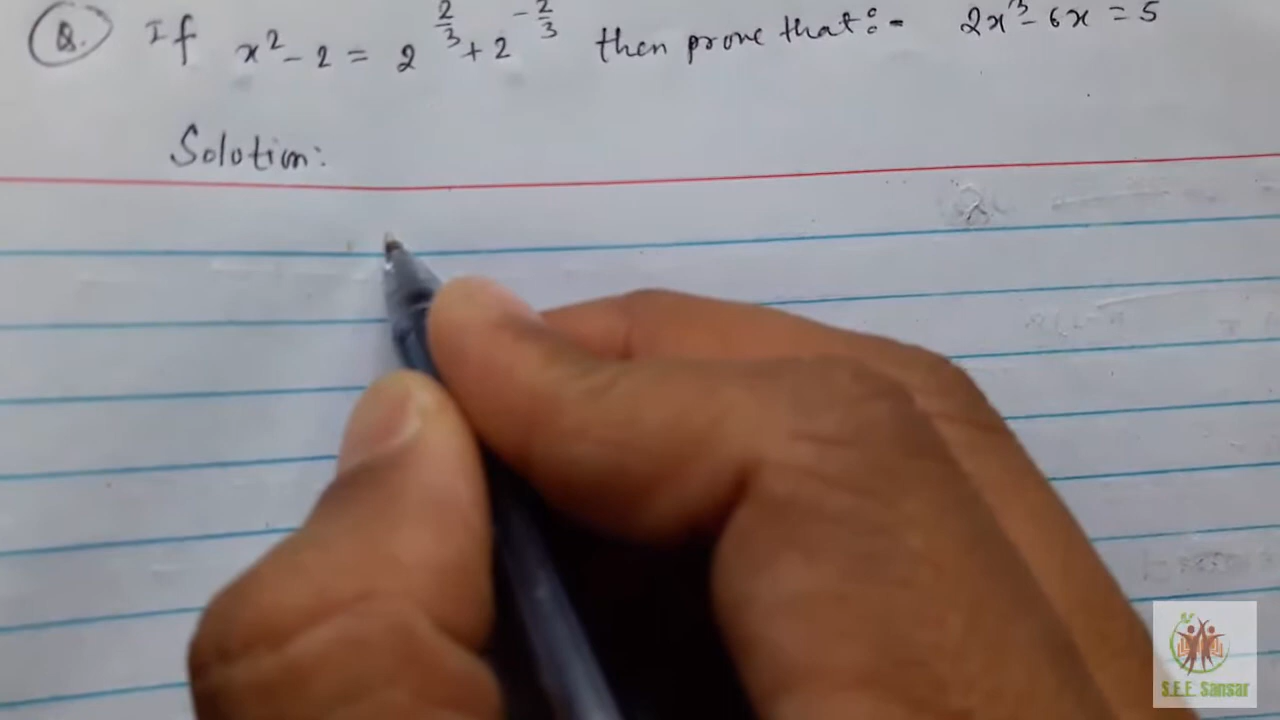 Q. If x² - 2 = 2^{2/3} + 2^{-2/3} then prove that:- 2x³ - 6x = 5
Solution:
S.E.E. Sansar